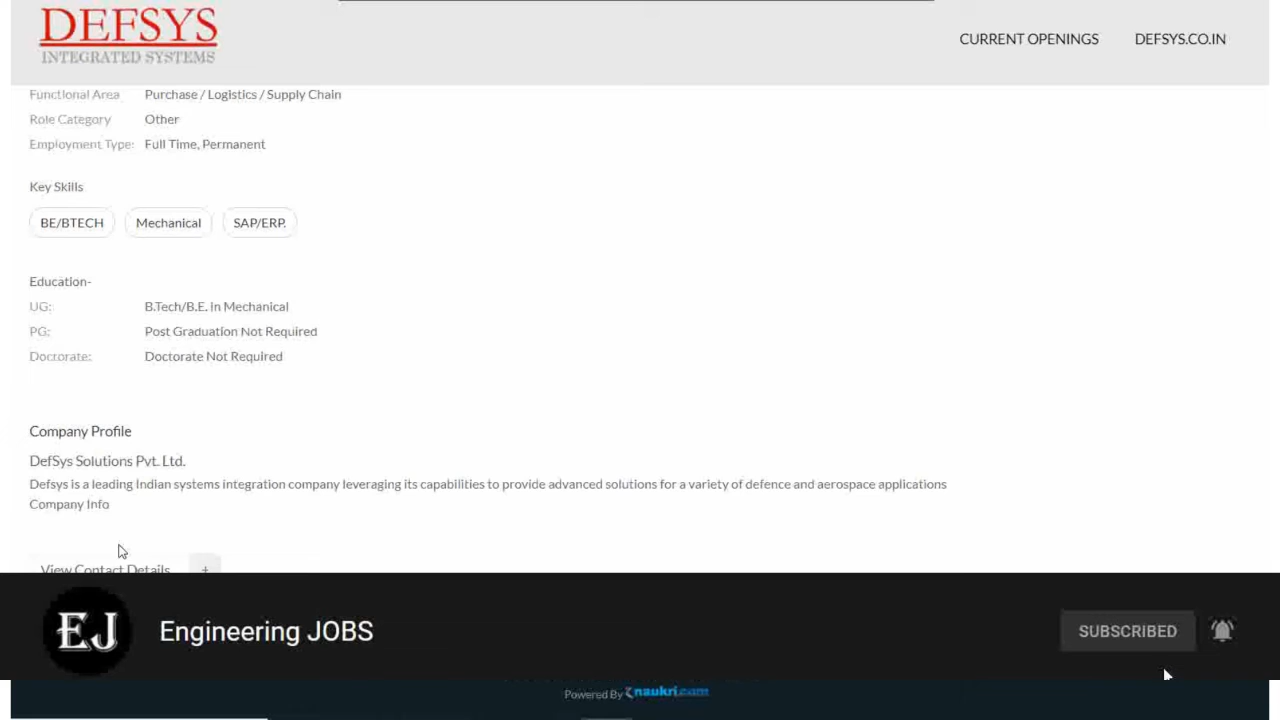 DEFSYS
INTEGRATED SYSTEMS
CURRENT OPENINGS DEFSYS.CO.IN
Functional Area Purchase / Logistics / Supply Chain
Role Category Other
Employment Type: Full Time, Permanent
Key Skills
BE/BTECH Mechanical SAP/ERP.
Education-
UG: B.Tech/B.E. in Mechanical
PG: Post Graduation Not Required
Doctorate: Doctorate Not Required
Company Profile
DefSys Solutions Pvt. Ltd.
Defsys is a leading Indian systems integration company leveraging its capabilities to provide advanced solutions for a variety of defence and aerospace applications
Company Info
View Contact Details +
EJ Engineering JOBS SUBSCRIBED
Powered By naukri.com